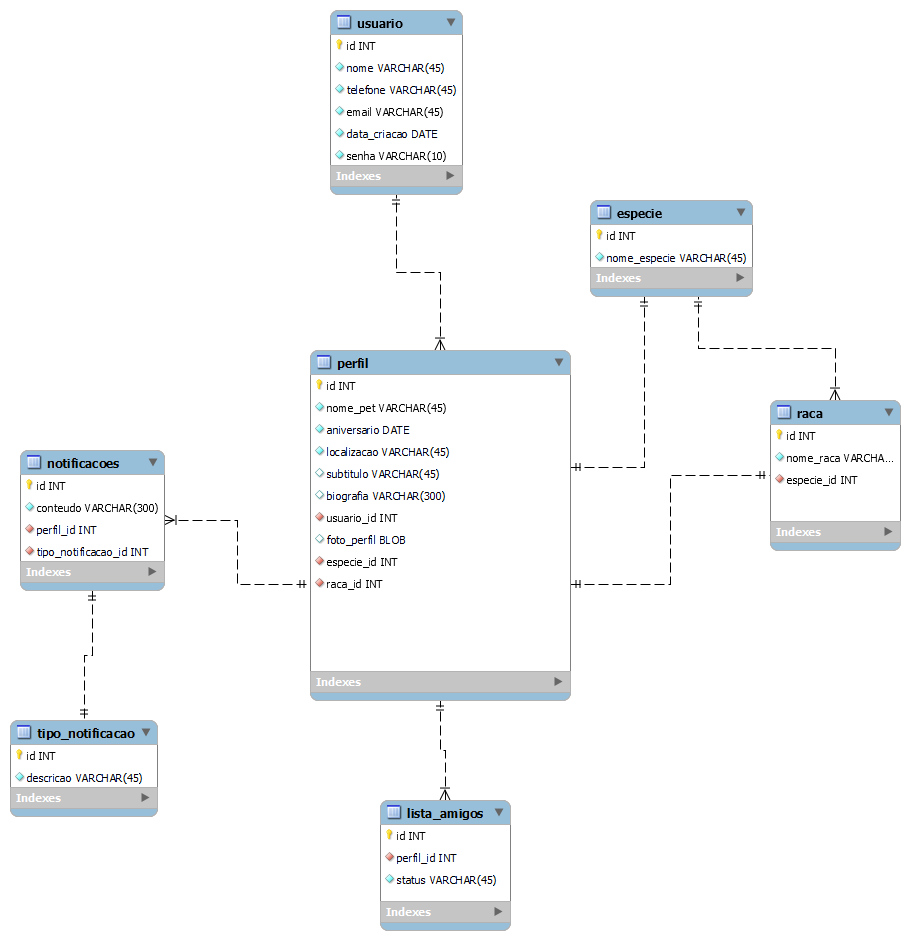 usuario
id INT
nome VARCHAR(45)
telefone VARCHAR(45)
email VARCHAR(45)
data_criacao DATE
senha VARCHAR(10)
Indexes
especie
id INT
nome_especie VARCHAR(45)
Indexes
perfil
id INT
nome_pet VARCHAR(45)
aniversario DATE
localizacao VARCHAR(45)
subtitulo VARCHAR(45)
biografia VARCHAR(300)
usuario_id INT
foto_perfil BLOB
especie_id INT
raca_id INT
Indexes
raca
id INT
nome_raca VARCHA...
especie_id INT
Indexes
notificacoes
id INT
conteudo VARCHAR(300)
perfil_id INT
tipo_notificacao_id INT
Indexes
tipo_notificacao
id INT
descricao VARCHAR(45)
Indexes
lista_amigos
id INT
perfil_id INT
status VARCHAR(45)
Indexes